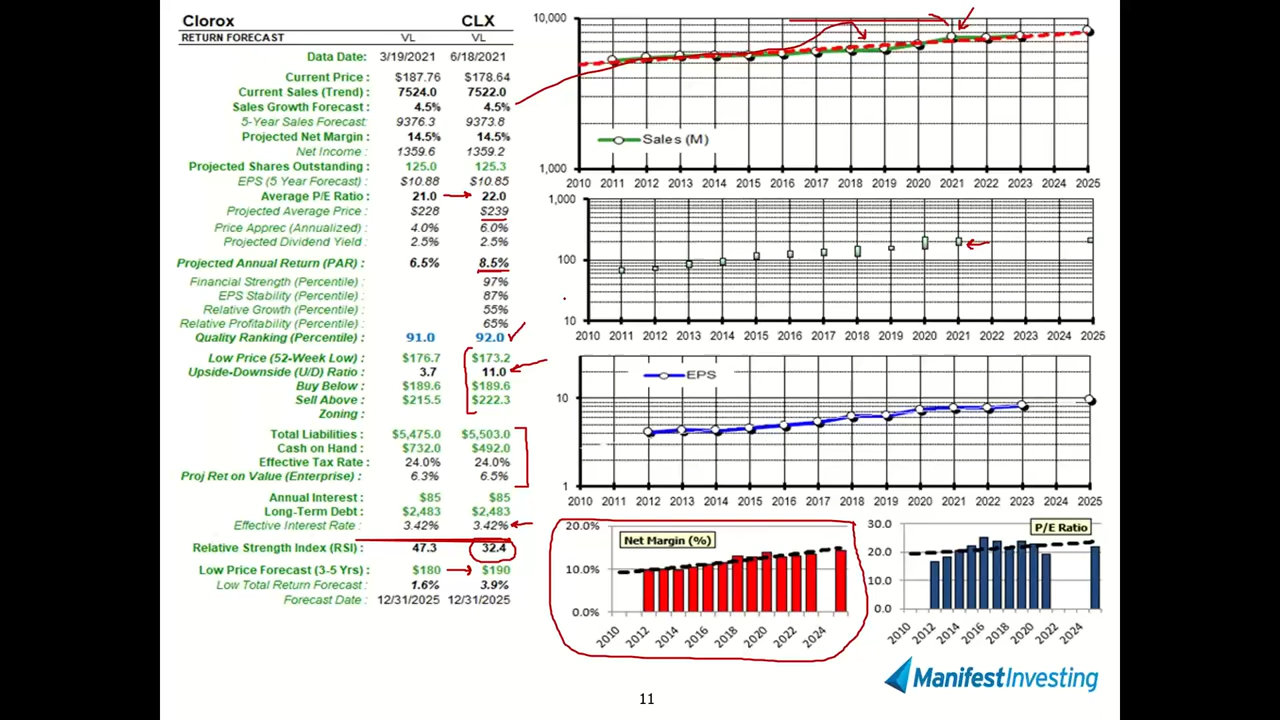 Clorox CLX
RETURN FORECAST VL VL
Data Date: 3/19/2021 6/18/2021
Current Price: $187.76 $178.64
Current Sales (Trend) : 7524.0 7522.0
Sales Growth Forecast: 4.5% 4.5%
5-Year Sales Forecast: 9376.3 9373.8
Projected Net Margin : 14.5% 14.5%
Net Income : 1359.6 1359.2
Projected Shares Outstanding : 125.0 125.3
EPS (5 Year Forecast) : $10.88 $10.85
Average P/E Ratio : 21.0 22.0
Projected Average Price : $228 $239
Price Apprec (Annualized) : 4.0% 6.0%
Projected Dividend Yield : 2.5% 2.5%
Projected Annual Return (PAR) : 6.5% 8.5%
Financial Strength (Percentile) : 97%
EPS Stability (Percentile) : 87%
Relative Growth (Percentile) : 55%
Relative Profitability (Percentile) : 65%
Quality Ranking (Percentile) : 91.0 92.0
Low Price (52-Week Low) : $176.7 $173.2
Upside-Downside (U/D) Ratio : 3.7 11.0
Buy Below : $189.6 $189.6
Sell Above : $215.5 $222.3
Zoning :
Total Liabilities : $5,475.0 $5,503.0
Cash on Hand : $732.0 $492.0
Effective Tax Rate : 24.0% 24.0%
Proj Ret on Value (Enterprise) : 6.3% 6.5%
Annual Interest : $85 $85
Long-Term Debt : $2,483 $2,483
Effective Interest Rate : 3.42% 3.42%
Relative Strength Index (RSI) : 47.3 32.4
Low Price Forecast (3-5 Yrs) : $180 $190
Low Total Return Forecast : 1.6% 3.9%
Forecast Date : 12/31/2025 12/31/2025
10,000
Sales (M)
1,000
2010 2011 2012 2013 2014 2015 2016 2017 2018 2019 2020 2021 2022 2023 2024 2025
1,000
100
10
2010 2011 2012 2013 2014 2015 2016 2017 2018 2019 2020 2021 2022 2023 2024 2025
EPS
10
1
2010 2011 2012 2013 2014 2015 2016 2017 2018 2019 2020 2021 2022 2023 2024 2025
20.0%
Net Margin (%)
10.0%
0.0%
2010 2012 2014 2016 2018 2020 2022 2024
30.0
P/E Ratio
20.0
10.0
0.0
2010 2012 2014 2016 2018 2020 2022 2024
ManifestInvesting
11